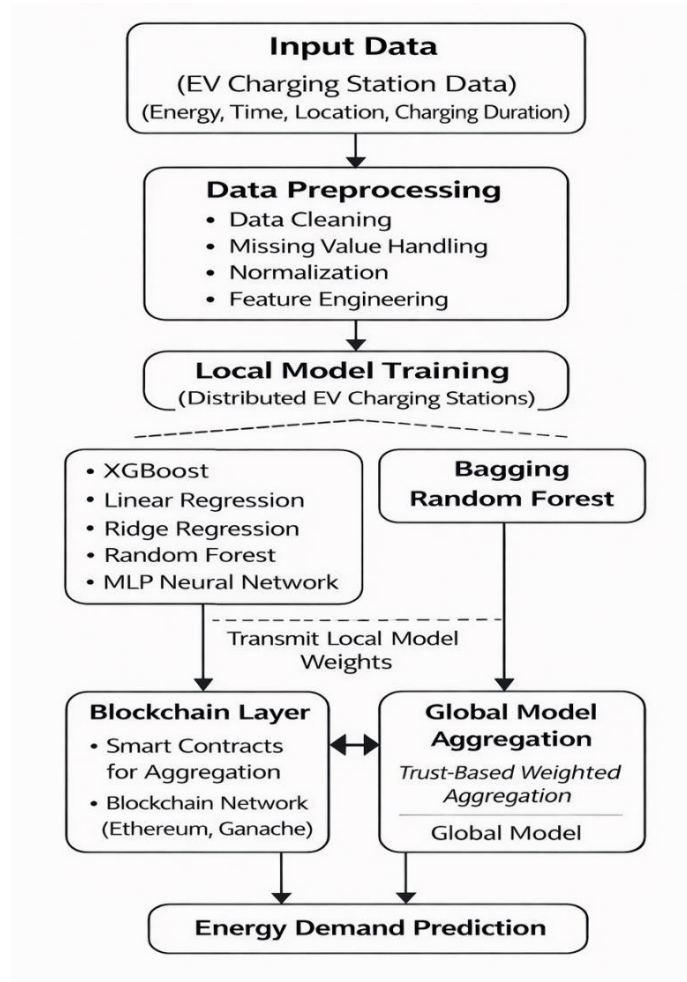 Input Data
(EV Charging Station Data)
(Energy, Time, Location, Charging Duration)
Data Preprocessing
• Data Cleaning
• Missing Value Handling
• Normalization
• Feature Engineering
Local Model Training
(Distributed EV Charging Stations)
• XGBoost
• Linear Regression
• Ridge Regression
• Random Forest
• MLP Neural Network
Bagging
Random Forest
Transmit Local Model
Weights
Blockchain Layer
• Smart Contracts
for Aggregation
• Blockchain Network
(Ethereum, Ganache)
Global Model
Aggregation
Trust-Based Weighted
Aggregation
Global Model
Energy Demand Prediction